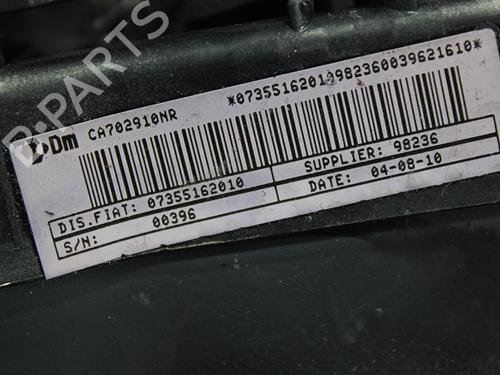 Dm CA702910NR *07355162010982360039621610*
DIS.FIAT: 07355162010 SUPPLIER: 98236
S/N: 00396 DATE: 04-08-10
B-PARTS